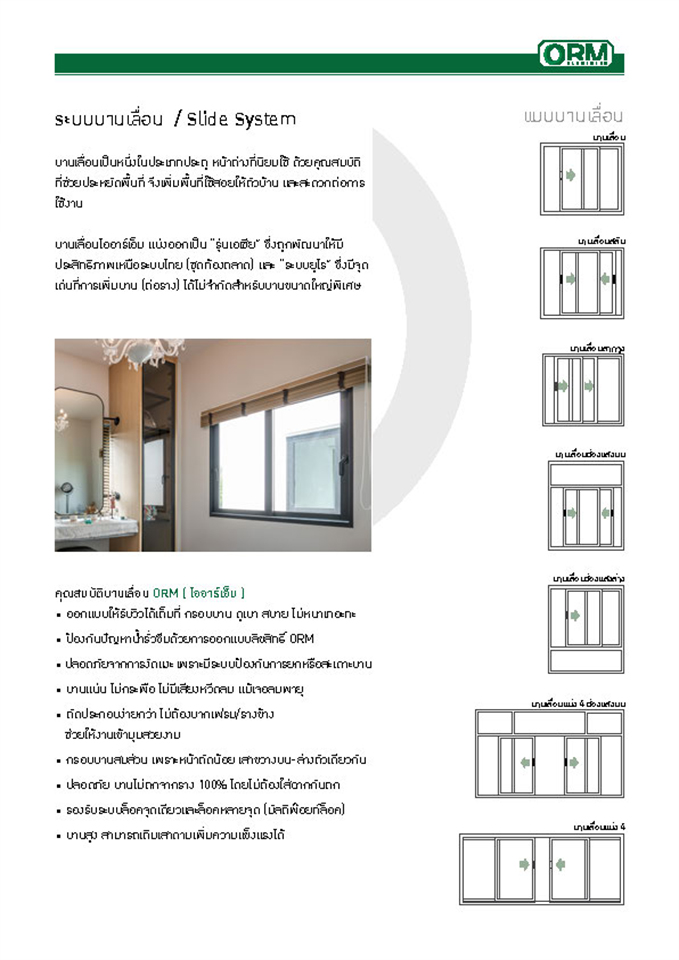 ORM
ALUMINIUM
ระบบบานเลื่อน / Slide System
บานเลื่อนเป็นหนึ่งในประเภทประตู หน้าต่างที่นิยมใช้ ด้วยคุณสมบัติ
ที่ช่วยประหยัดพื้นที่ จึงเพิ่มพื้นที่ใช้สอยให้ตัวบ้าน และสะดวกต่อการ
ใช้งาน
บานเลื่อนโออาร์เอ็ม แบ่งออกเป็น "รุ่นเอเชีย" ซึ่งถูกพัฒนาให้มี
ประสิทธิภาพเหนือระบบไทย (ชุดท้องตลาด) และ "ระบบยูโร" ซึ่งมีจุด
เด่นที่การเพิ่มบาน (ต่อราง) ได้ไม่จำกัดสำหรับบานขนาดใหญ่พิเศษ
คุณสมบัติบานเลื่อน ORM ( โออาร์เอ็ม )
• ออกแบบให้รับวิวได้เต็มที่ กรอบบาน ดูเบา สบาย ไม่หนาเทอะทะ
• ป้องกันปัญหาน้ำรั่วซึมด้วยการออกแบบลิขสิทธิ์ ORM
• ปลอดภัยจากการงัดแงะ เพราะมีระบบป้องกันการยกหรือสะเดาะบาน
• บานแน่น ไม่กระพือ ไม่มีเสียงหวีดลม แม้เจอลมพายุ
• ตัดประกอบง่ายกว่า ไม่ต้องบากเฟรม/รางข้าง
ช่วยให้งานเข้ามุมสวยงาม
• กรอบบานสมส่วน เพราะหน้าตัดน้อย เสาขวางบน-ล่างตัวเดียวกัน
• ปลอดภัย บานไม่ตกจากราง 100% โดยไม่ต้องใส่ฉากกันตก
• รองรับระบบล็อคจุดเดียวและล็อคหลายจุด (มัลติพ๊อยท์ล็อค)
• บานสูง สามารถเติมเสาดามเพิ่มความแข็งแรงได้
แบบบานเลื่อน
บานเลื่อน
บานเลื่อนสลับ
บานเลื่อนลากจูง
บานเลื่อนช่องแสงบน
บานเลื่อนช่องแสงล่าง
บานเลื่อนแบ่ง 4 ช่องแสงบน
บานเลื่อนแบ่ง 4